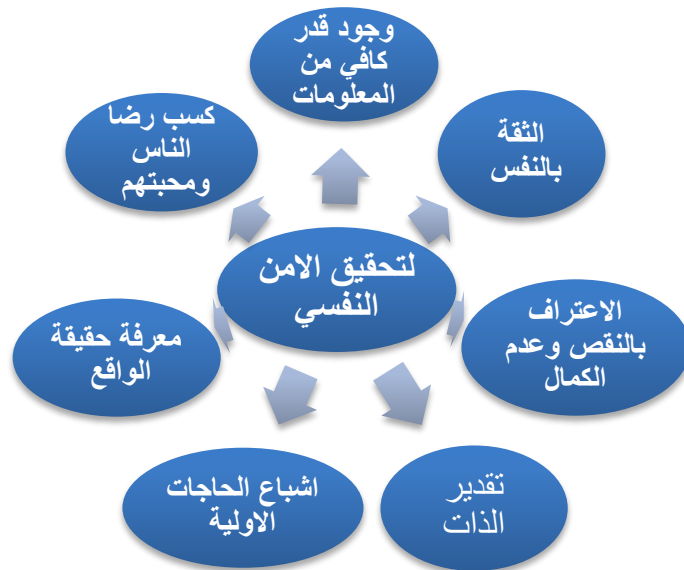 وجود قدر
كافي من
المعلومات
الثقة
بالنفس
الاعتراف
بالنقص وعدم
الكمال
تقدير
الذات
اشباع الحاجات
الاولية
معرفة حقيقة
الواقع
كسب رضا
الناس
ومحبتهم
لتحقيق الامن
النفسي